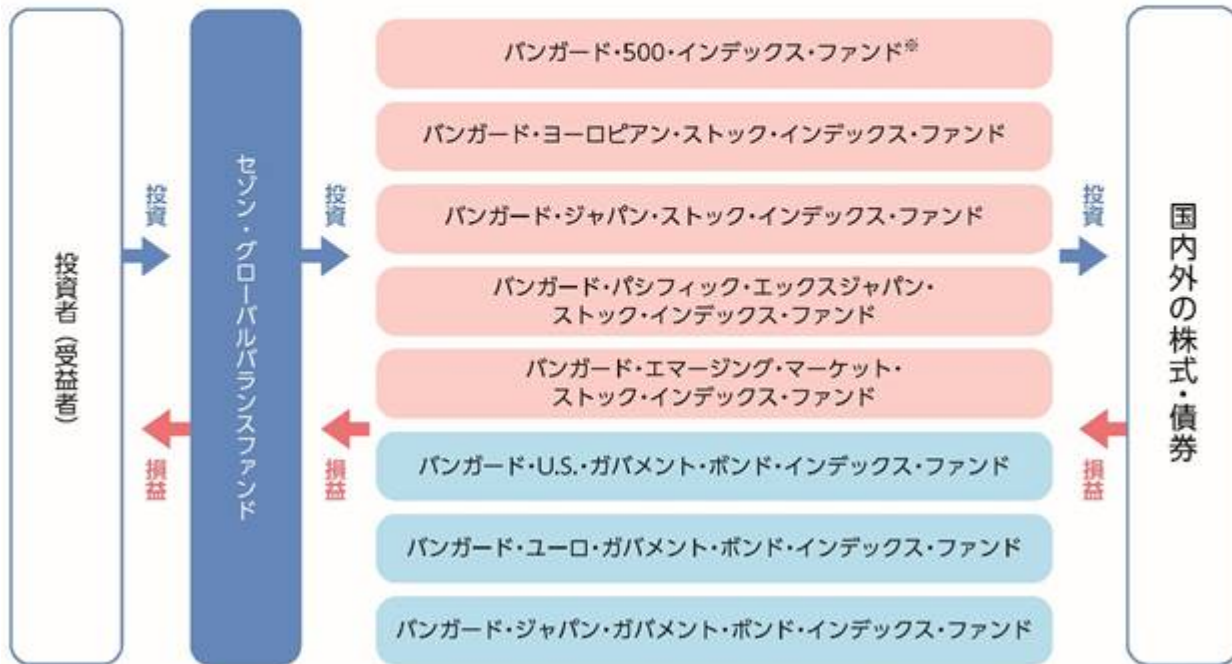 投資者（受益者）
投資
損益
セゾン・グローバルバランスファンド
投資
損益
バンガード・500・インデックス・ファンド※
バンガード・ヨーロピアン・ストック・インデックス・ファンド
バンガード・ジャパン・ストック・インデックス・ファンド
バンガード・パシフィック・エックスジャパン・
ストック・インデックス・ファンド
バンガード・エマージング・マーケット・
ストック・インデックス・ファンド
バンガード・U.S.・ガバメント・ボンド・インデックス・ファンド
バンガード・ユーロ・ガバメント・ボンド・インデックス・ファンド
バンガード・ジャパン・ガバメント・ボンド・インデックス・ファンド
投資
損益
国内外の株式・債券